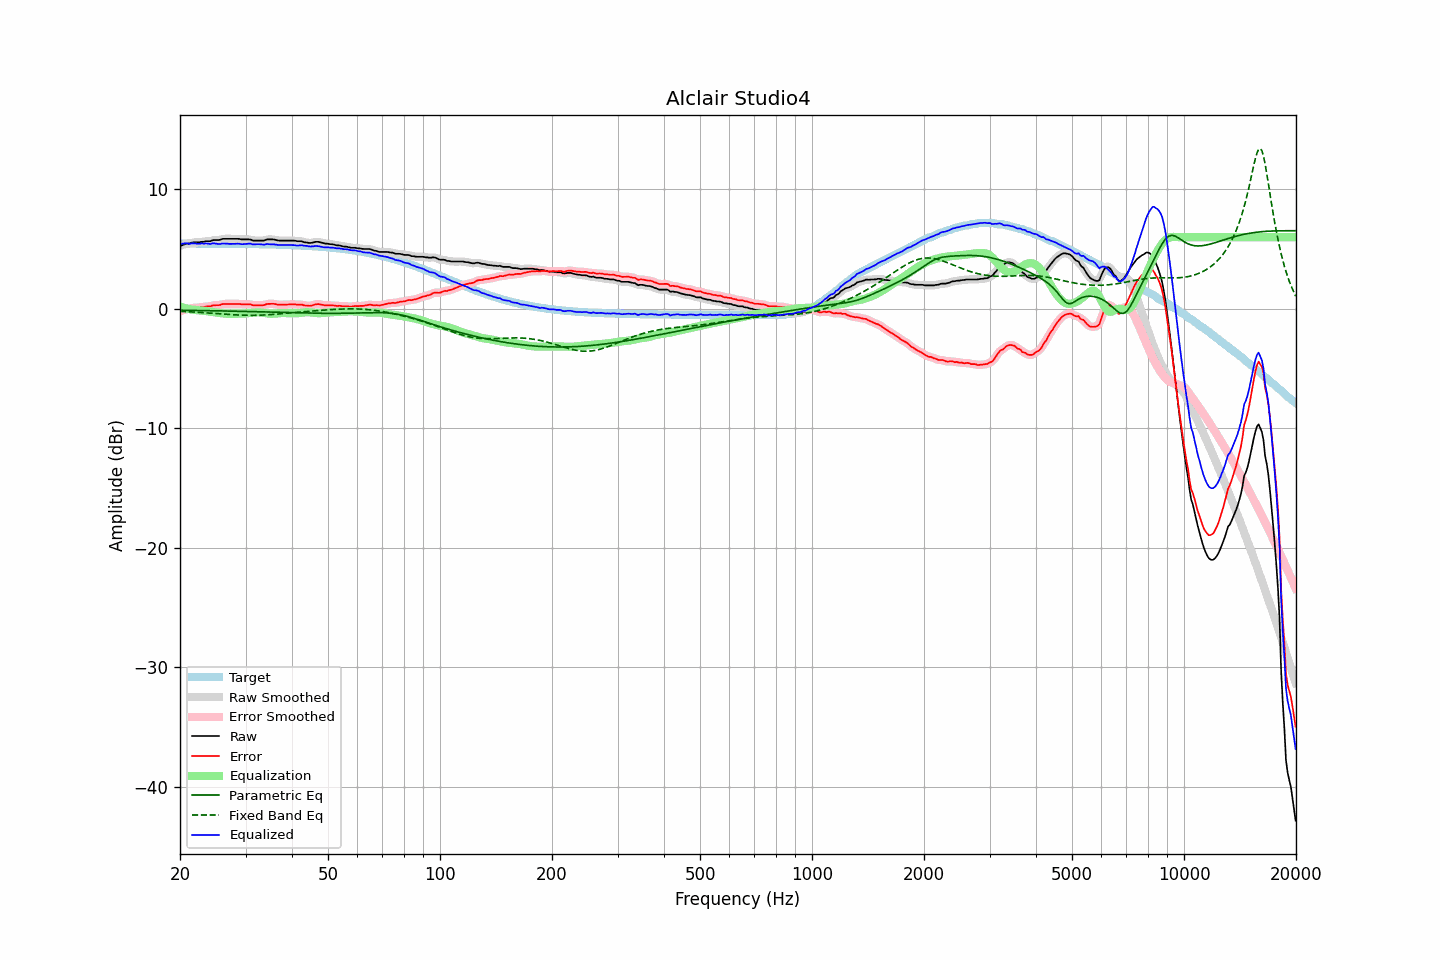 Alclair Studio4
Amplitude (dBr)
10
0
−10
−20
−30
−40
Target
Raw Smoothed
Error Smoothed
Raw
Error
Equalization
Parametric Eq
Fixed Band Eq
Equalized
20 50 100 200 500 1000 2000 5000 10000 20000
Frequency (Hz)